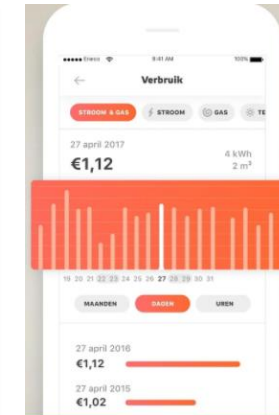 Eneco 9:41 AM 100%
Verbruik
STROOM & GAS STROOM GAS TE
27 april 2017
€1,12
4 kWh
2 m³
19 20 21 22 23 24 25 26 27 28 29 30 31
MAANDEN DAGEN UREN
27 april 2016
€1,12
27 april 2015
€1,02